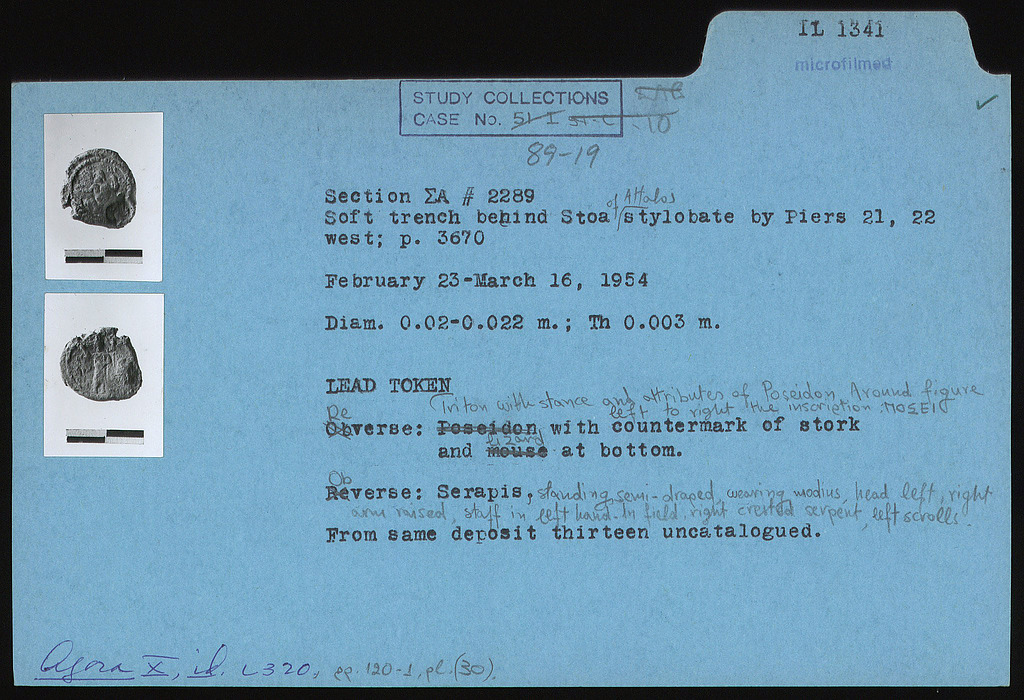 IL 1341
microfilmed
STUDY COLLECTIONS
CASE No. 51-I
-10
89-19
Section ΣΑ # 2289
of Attalos
Soft trench behind Stoa/stylobate by Piers 21, 22
west; p. 3670
February 23-March 16, 1954
Diam. 0.02-0.022 m.; Th 0.003 m.
LEAD TOKEN
Triton with stance and attributes of Poseidon Around figure
Re left to right the inscription:
Obverse: Poseidon with countermark of stork
lizard
and mouse at bottom.
Ob
Reverse: Serapis, standing, semi-draped, wearing modius, head left, right
arm raised, staff in left hand. In field, right crested serpent, left scrolls.
From same deposit thirteen uncatalogued.
Agora X, id. L320, pp. 120-1, pl. (30).